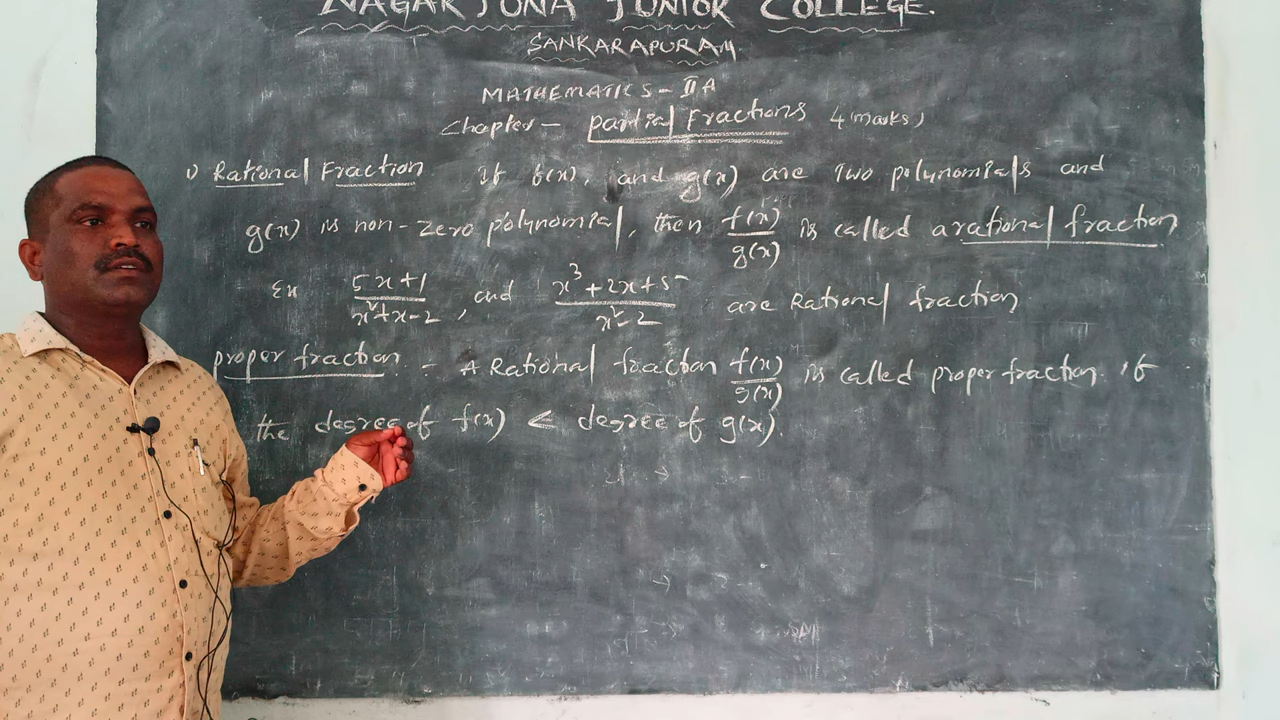 NAGARJUNA JUNIOR COLLEGE.
SANKARAPURAM.
MATHEMATICS - II A
Chapter - partial Fractions 4 (marks)
1) Rational Fraction If f(x), and g(x) are Two polynomials and
g(x) is non-zero polynomial, then f(x)/g(x) is called a rational fraction
Ex 5x+1/x²+x-2, and x³+2x+5/x²-2 are Rational fraction
proper fraction :- A Rational fraction f(x)/g(x) is called proper fraction. if
the degree of f(x) < degree of g(x).